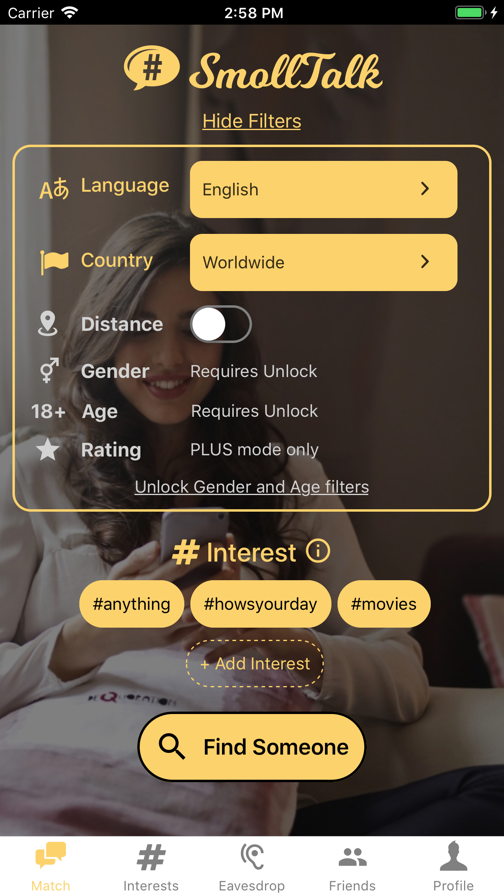 Carrier 2:58 PM
# SmollTalk
Hide Filters
Aあ Language English
Country Worldwide
Distance
Gender Requires Unlock
18+ Age Requires Unlock
Rating PLUS mode only
Unlock Gender and Age filters
# Interest i
#anything #howsyourday #movies
+ Add Interest
Find Someone
Match # Interests Eavesdrop Friends Profile